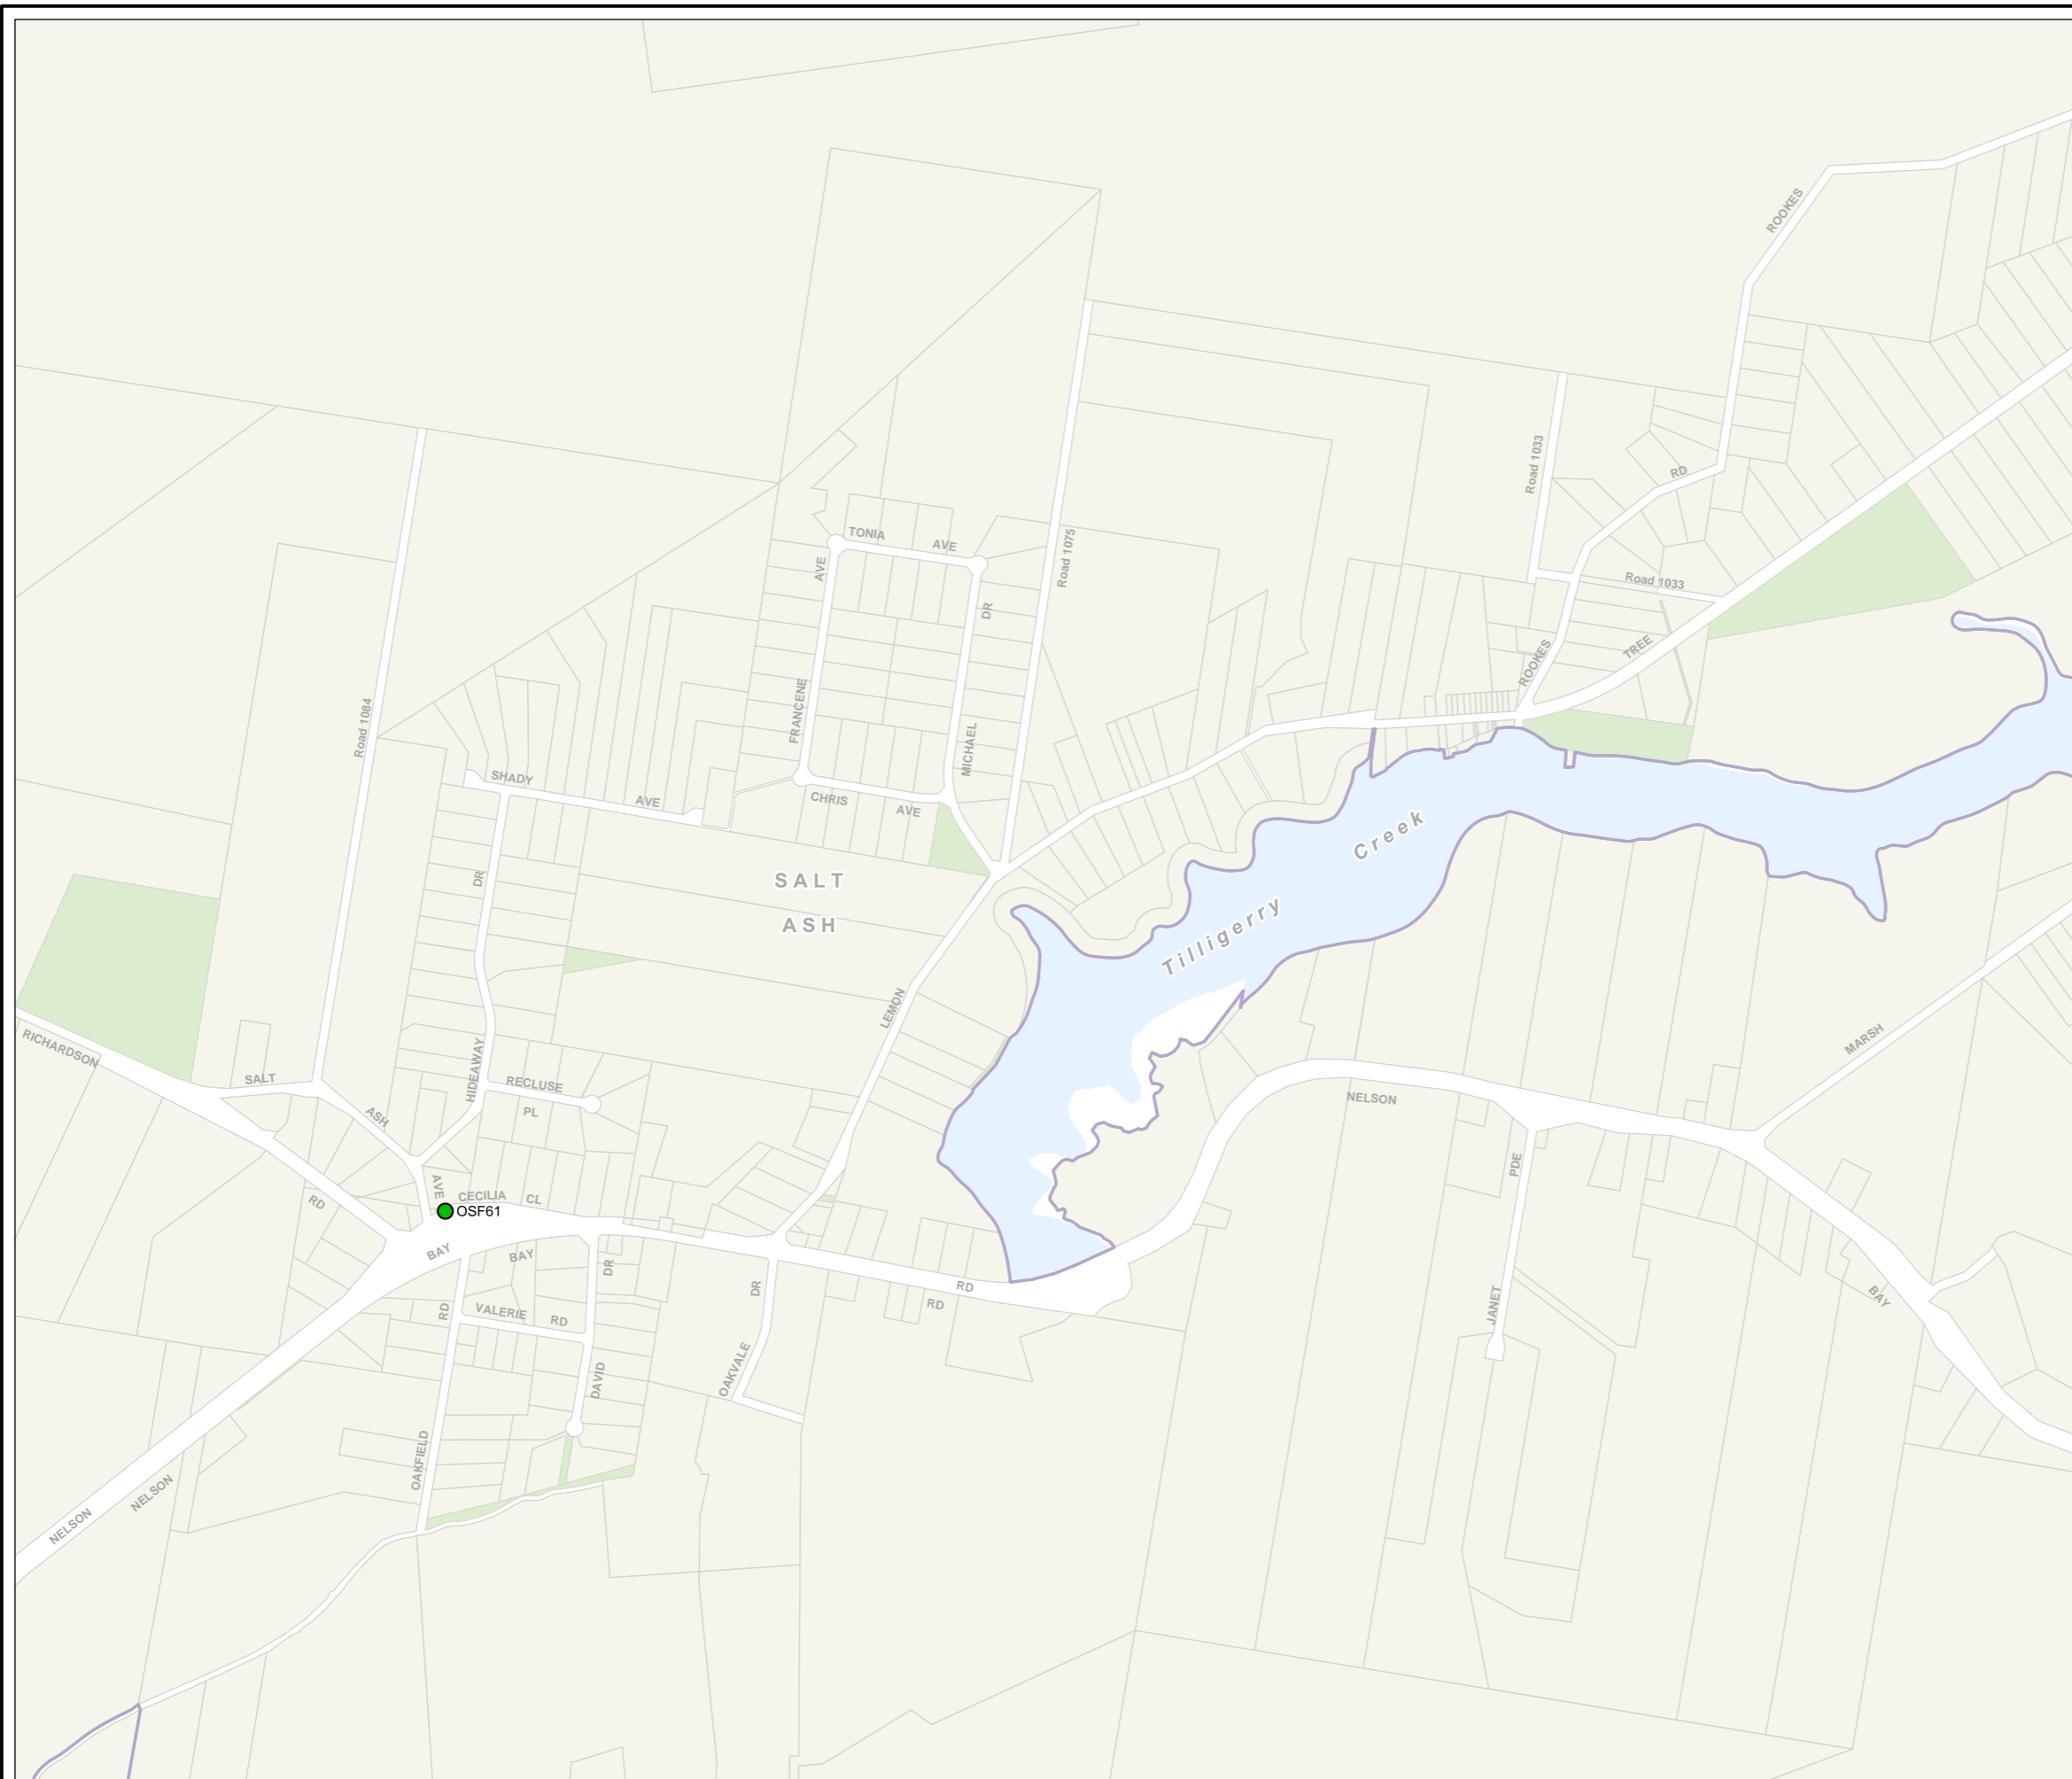 ROOKES
Road 1033
RD
TONIA
AVE
AVE
Road 1075
Road 1033
DR
TREE
ROOKES
FRANCENE
Road 1084
MICHAEL
SHADY
AVE
CHRIS
AVE
Creek
SALT
ASH
DR
Tilligerry
LEMON
RICHARDSON
MARSH
SALT
HIDEAWAY
RECLUSE
PL
ASH
NELSON
PDE
AVE
CECILIA
CL
RD
OSF61
BAY
BAY
DR
DR
RD
RD
BAY
JANET
RD
VALERIE
RD
OAKVALE
DAVID
OAKFIELD
NELSON
NELSON